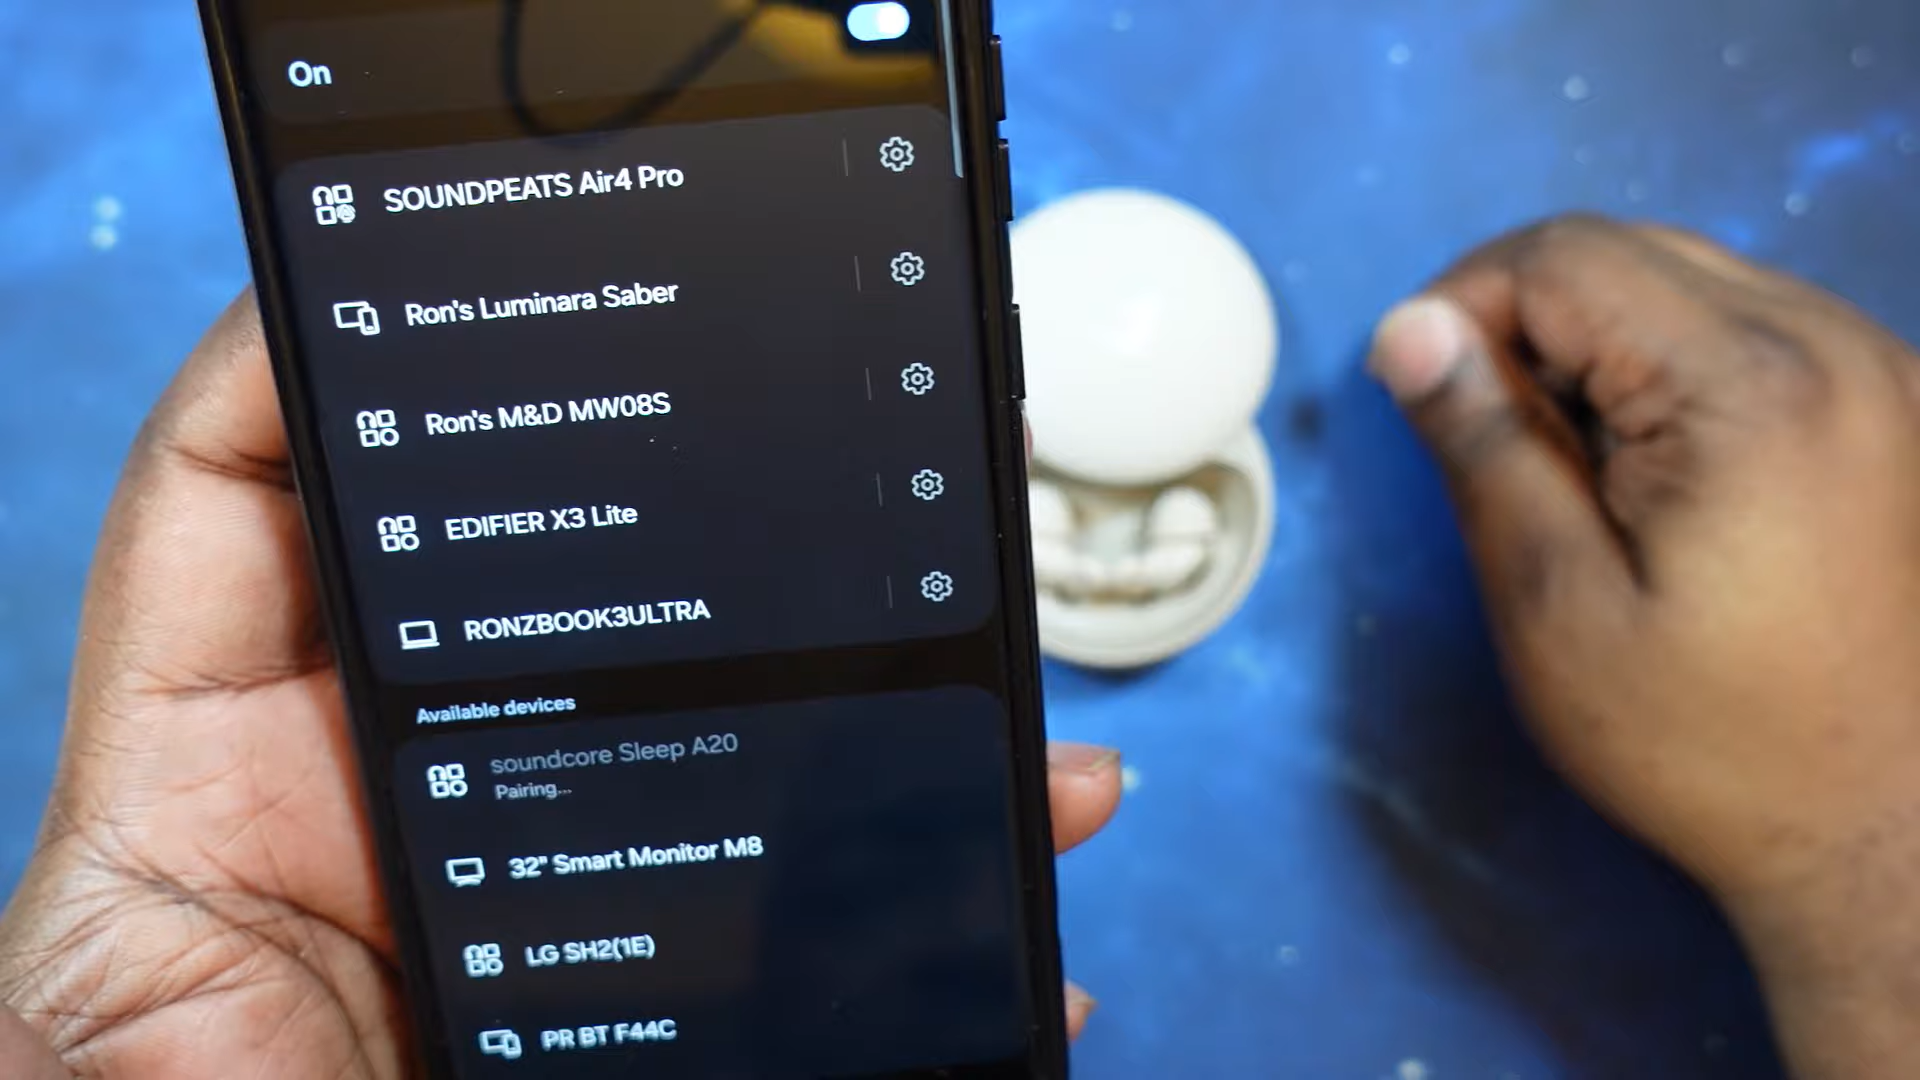 On
SOUNDPEATS Air4 Pro
Ron's Luminara Saber
Ron's M&D MW08S
EDIFIER X3 Lite
RONZBOOK3ULTRA
Available devices
soundcore Sleep A20
Pairing...
32" Smart Monitor M8
LG SH2(1E)
PR BT F44C